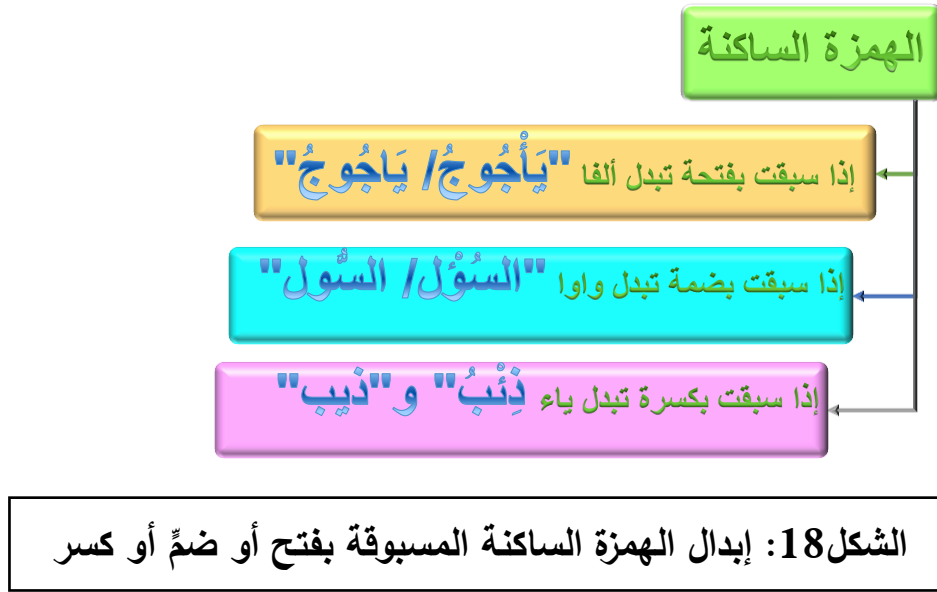 الهمزة الساكنة
إذا سبقت بفتحة تبدل ألفا "يَأْجُوجُ/ يَاجُوجُ"
إذا سبقت بضمة تبدل واوا "السُؤْل/ السُّول"
إذا سبقت بكسرة تبدل ياء ذِئْبُ" و"ذيب"
الشكل18: إبدال الهمزة الساكنة المسبوقة بفتح أو ضمٍّ أو كسر